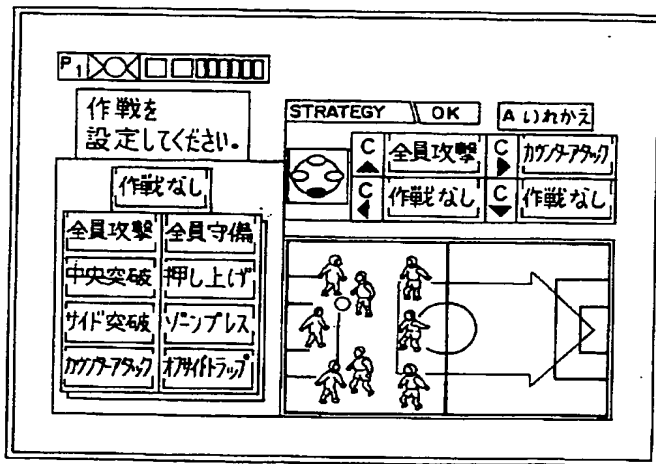 P1
作戦を
設定してください。
作戦なし
全員攻撃 全員守備
中央突破 押し上げ
サイド突破 ゾーンプレス
カウンターアタック オフサイドトラップ
STRATEGY OK A いれかえ
C 全員攻撃 C カウンターアタック
C 作戦なし C 作戦なし